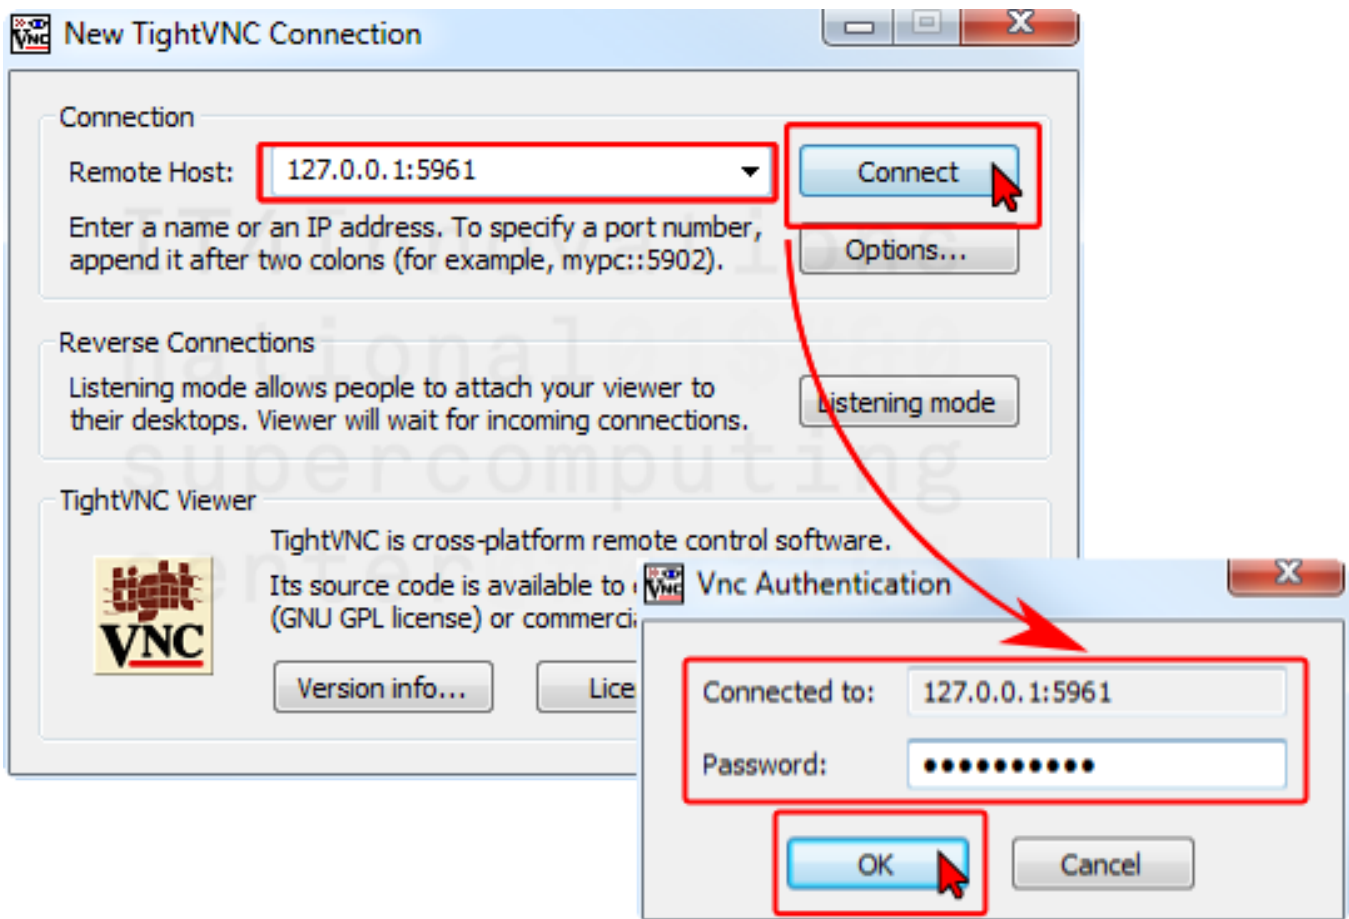 New TightVNC Connection
Connection
Remote Host:
127.0.0.1:5961
Connect
Enter a name or an IP address. To specify a port number,
append it after two colons (for example, mypc::5902).
Options...
Reverse Connections
Listening mode allows people to attach your viewer to
their desktops. Viewer will wait for incoming connections.
Listening mode
TightVNC Viewer
tight
VNC
TightVNC is cross-platform remote control software.
Its source code is available to
(GNU GPL license) or
Version info...
VNC
Vnc Authentication
Connected to:
127.0.0.1:5961
Password:
OK
Cancel
national
supercomputing